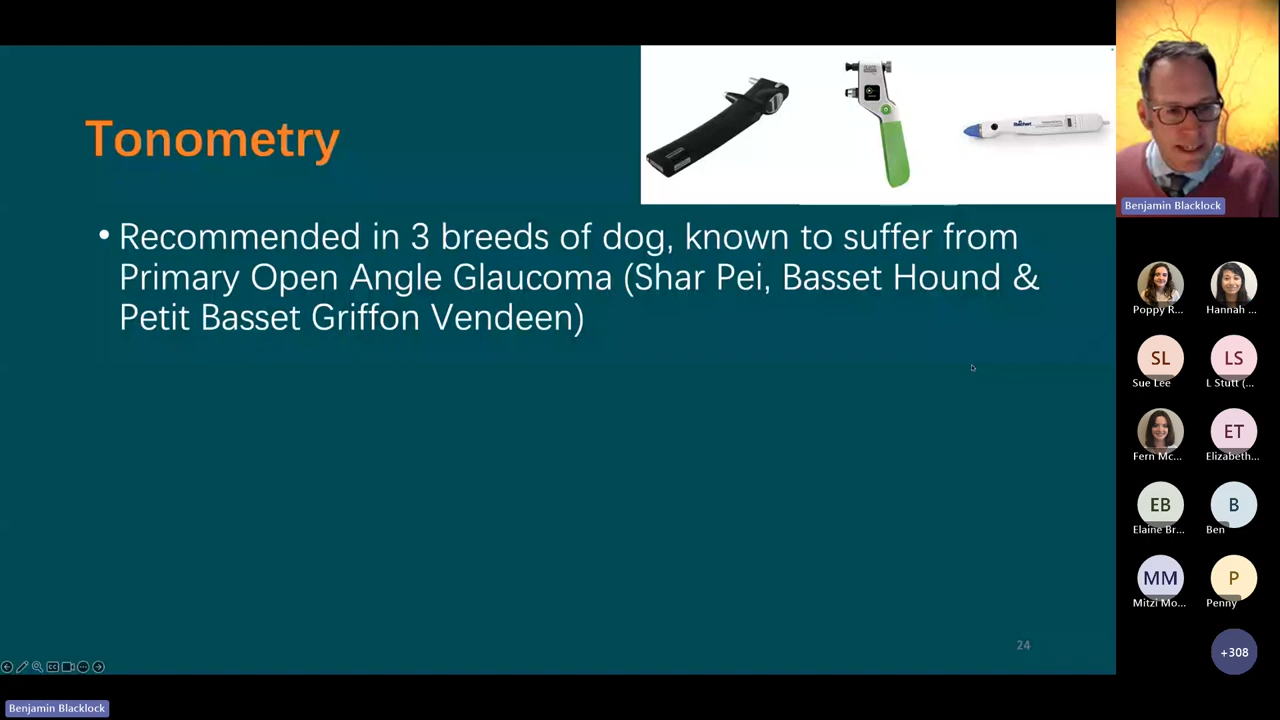 Tonometry
• Recommended in 3 breeds of dog, known to suffer from
Primary Open Angle Glaucoma (Shar Pei, Basset Hound &
Petit Basset Griffon Vendeen)
24
Reichert
Benjamin Blacklock
Poppy R...
Hannah ...
SL
LS
Sue Lee
L Stutt (...
Fern Mc...
ET
Elizabeth...
EB
B
Elaine Br...
Ben
MM
P
Mitzi Mo...
Penny
+308
Benjamin Blacklock